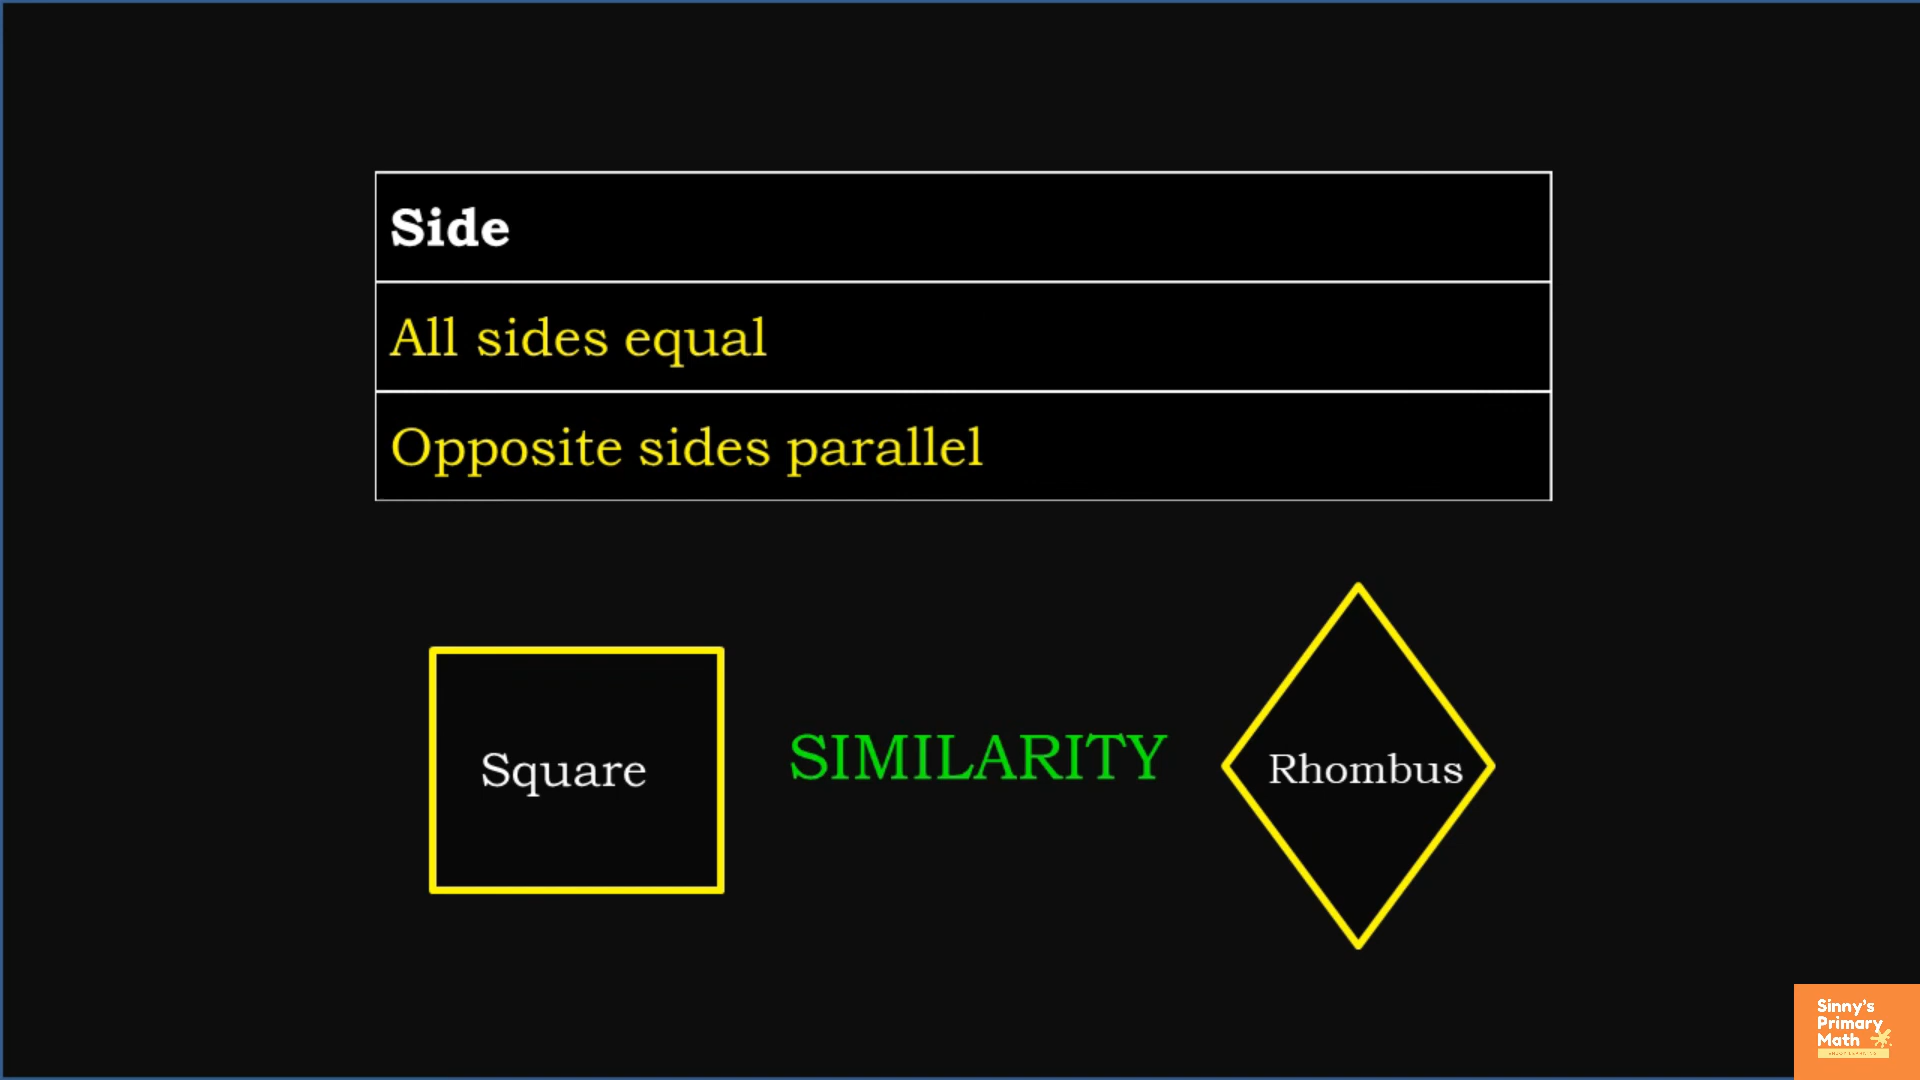 Side
All sides equal
Opposite sides parallel
Square
SIMILARITY
Rhombus
Sinny's
Primary
Math